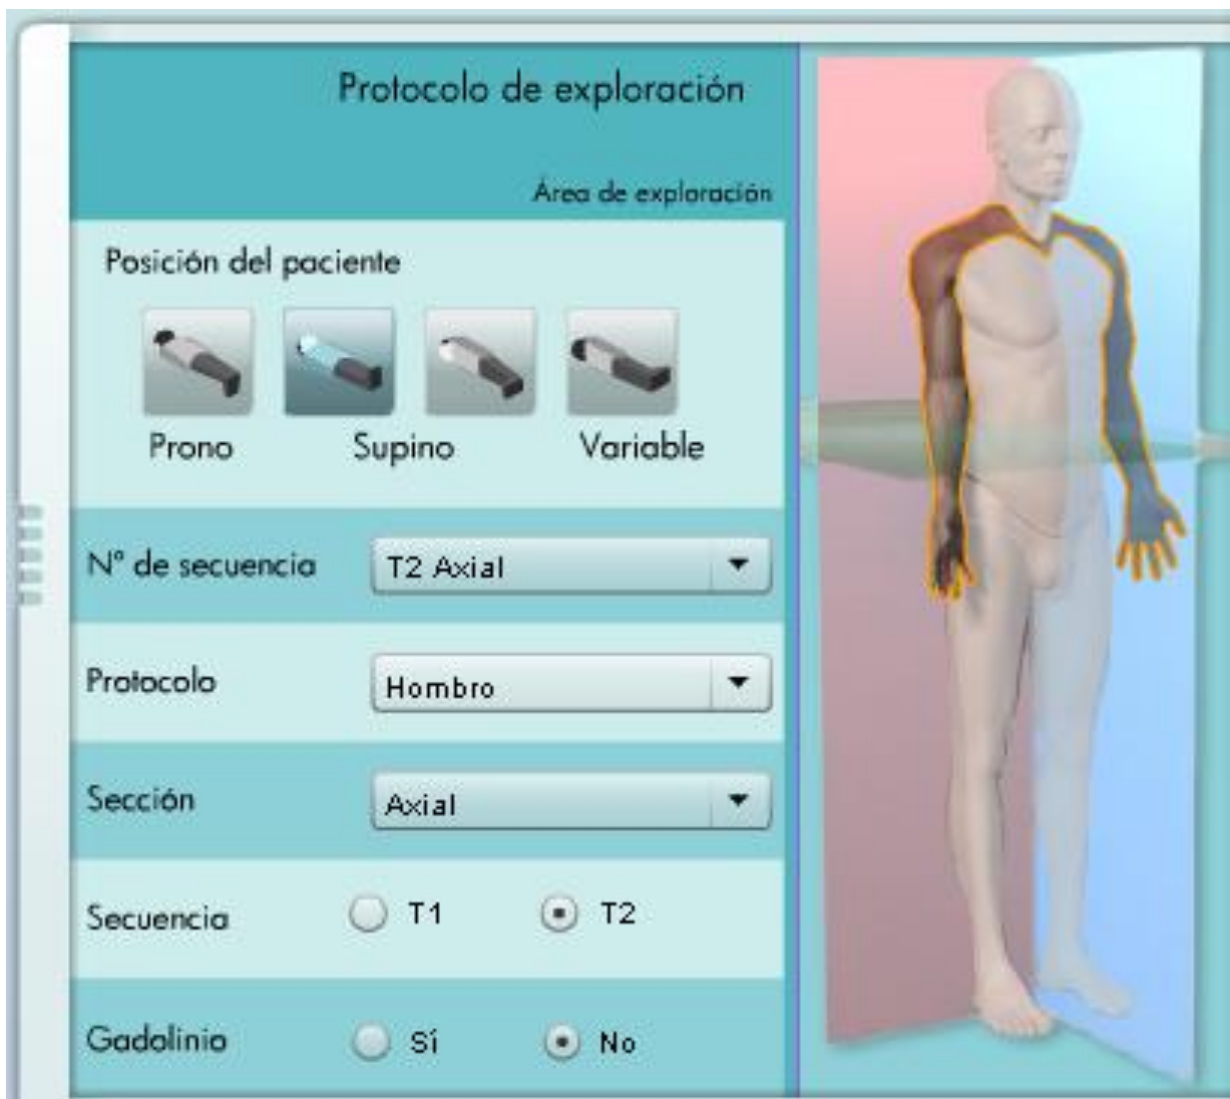 Protocolo de exploración
Área de exploración
Posición del paciente
Prono Supino Variable
Nº de secuencia T2 Axial
Protocolo Hombro
Sección Axial
Secuencia T1 T2
Gadolinio Sí No